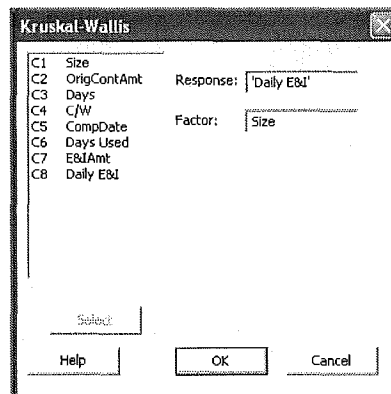 Kruskal-Wallis
C1 Size
C2 OrigContAmt
C3 Days
C4 C/W
C5 CompDate
C6 Days Used
C7 E&IAmt
C8 Daily E&I
Response: 'Daily E&I'
Factor: Size
Select
Help
OK
Cancel